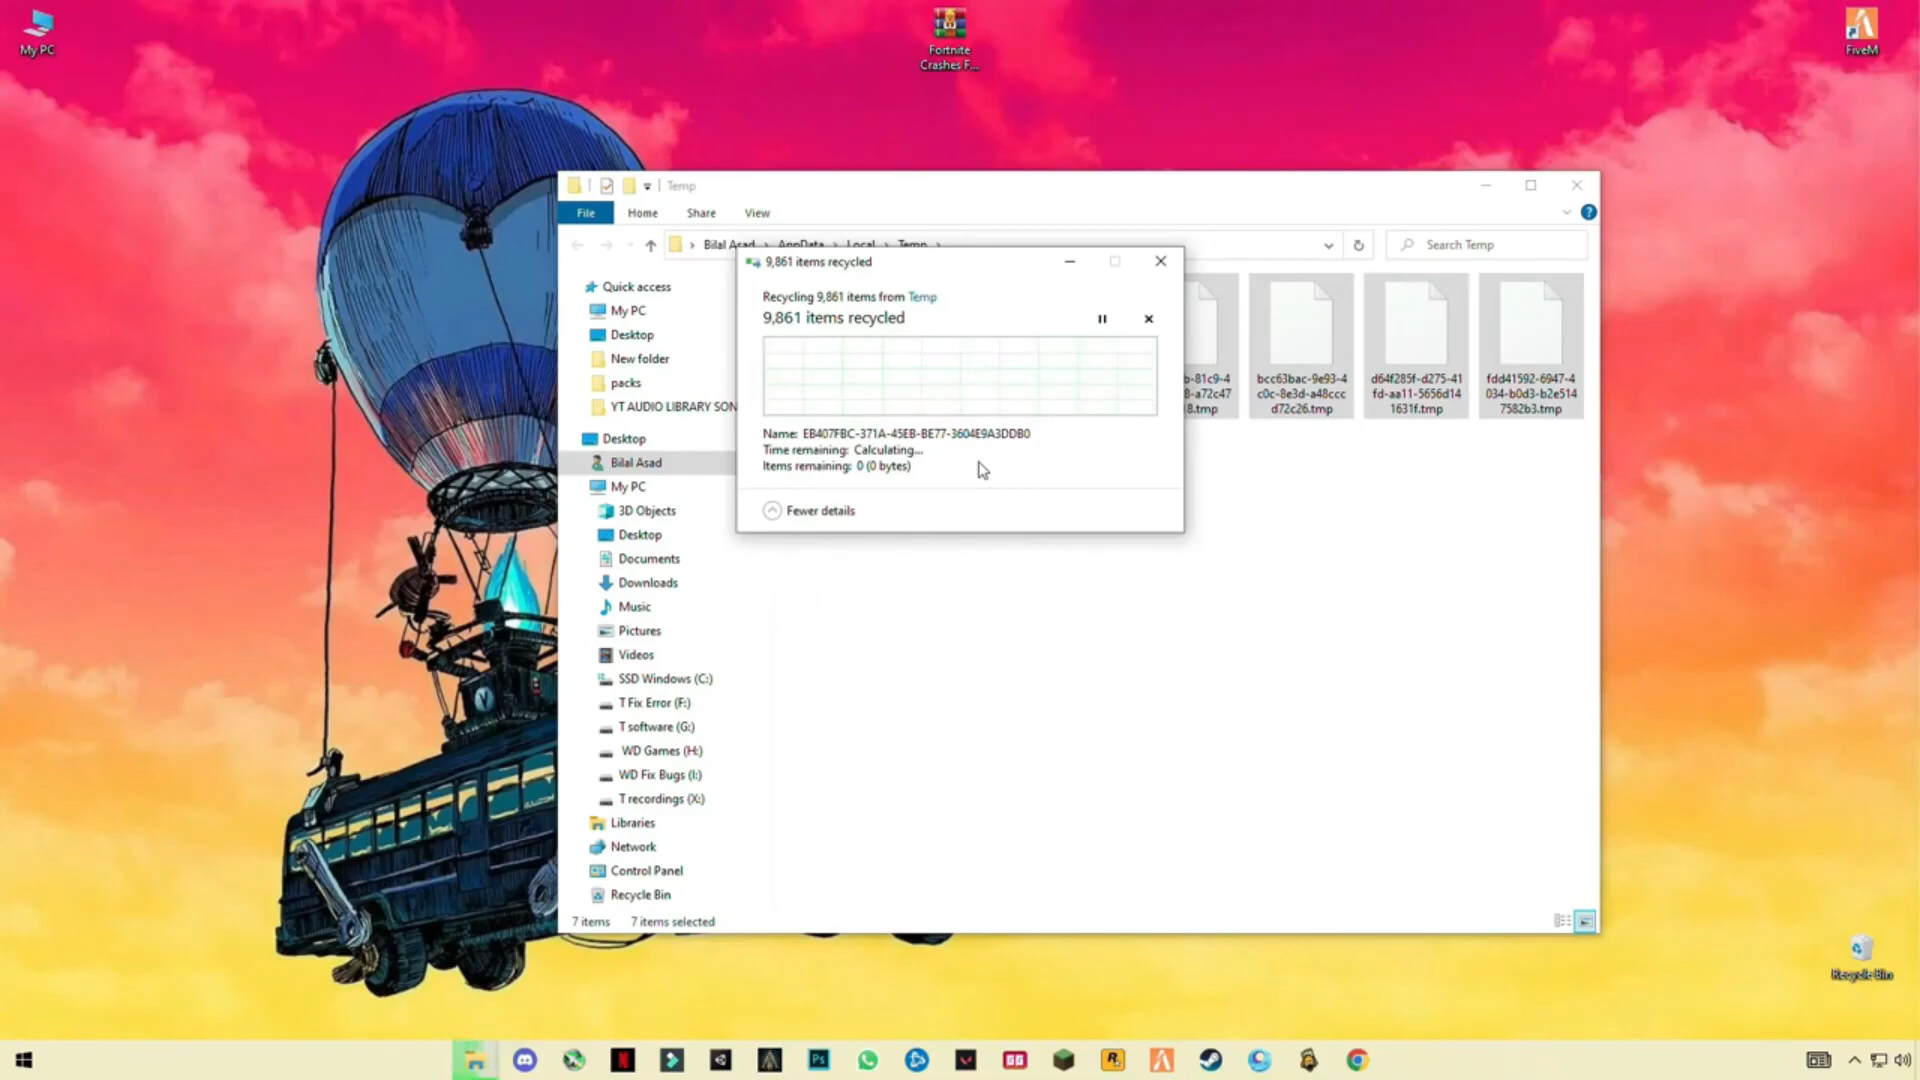 My PC
Fortnite
Crashes F...
FiveM
Temp
File
Home
Share
View
Bilal Asad
AppData
Local
Temp
Search Temp
9,861 items recycled
Recycling 9,861 items from Temp
9,861 items recycled
Name: EB407FBC-371A-45EB-BE77-3604E9A3DDB0
Time remaining: Calculating...
Items remaining: 0 (0 bytes)
Fewer details
b-81c9-4
8-a72c47
8.tmp
bcc63bac-9e93-4
c0c-8e3d-a48ccc
d72c26.tmp
d64f285f-d275-41
fd-aa11-5656d14
1631f.tmp
fdd41592-6947-4
034-b0d3-b2e514
7582b3.tmp
Quick access
My PC
Desktop
New folder
packs
YT AUDIO LIBRARY SON
Desktop
Bilal Asad
My PC
3D Objects
Desktop
Documents
Downloads
Music
Pictures
Videos
SSD Windows (C:)
T Fix Error (F:)
T software (G:)
WD Games (H:)
WD Fix Bugs (I:)
T recordings (X:)
Libraries
Network
Control Panel
Recycle Bin
7 items
7 items selected
Recycle Bin